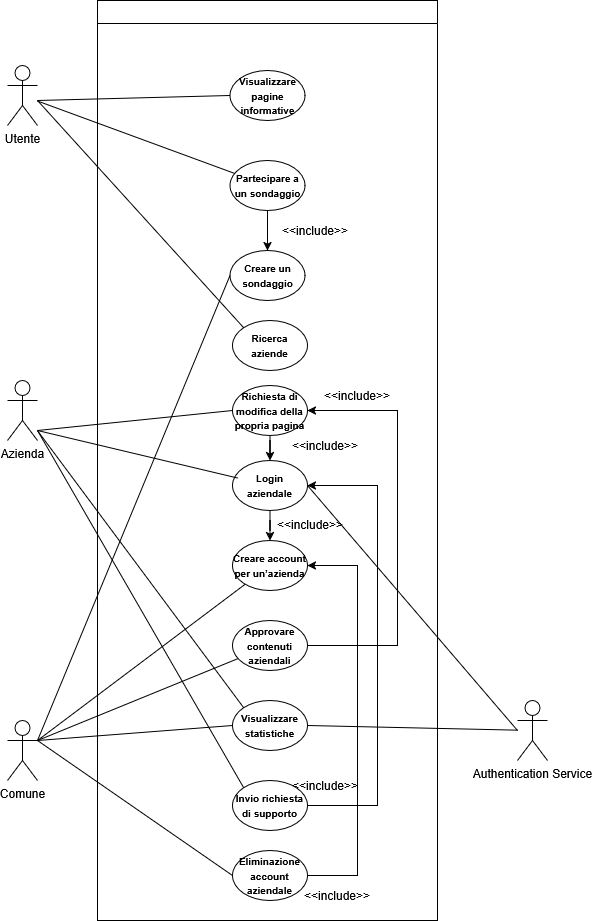 Visualizzare
pagine
informative
Utente
Partecipare a
un sondaggio
<<include>>
Creare un
sondaggio
Ricerca
aziende
Richiesta di
modifica della
propria pagina
<<include>>
Azienda
<<include>>
Login
aziendale
<<include>>
Creare account
per un'azienda
Approvare
contenuti
aziendali
Visualizzare
statistiche
Authentication Service
Comune
<<include>>
Invio richiesta
di supporto
Eliminazione
account
aziendale
<<include>>